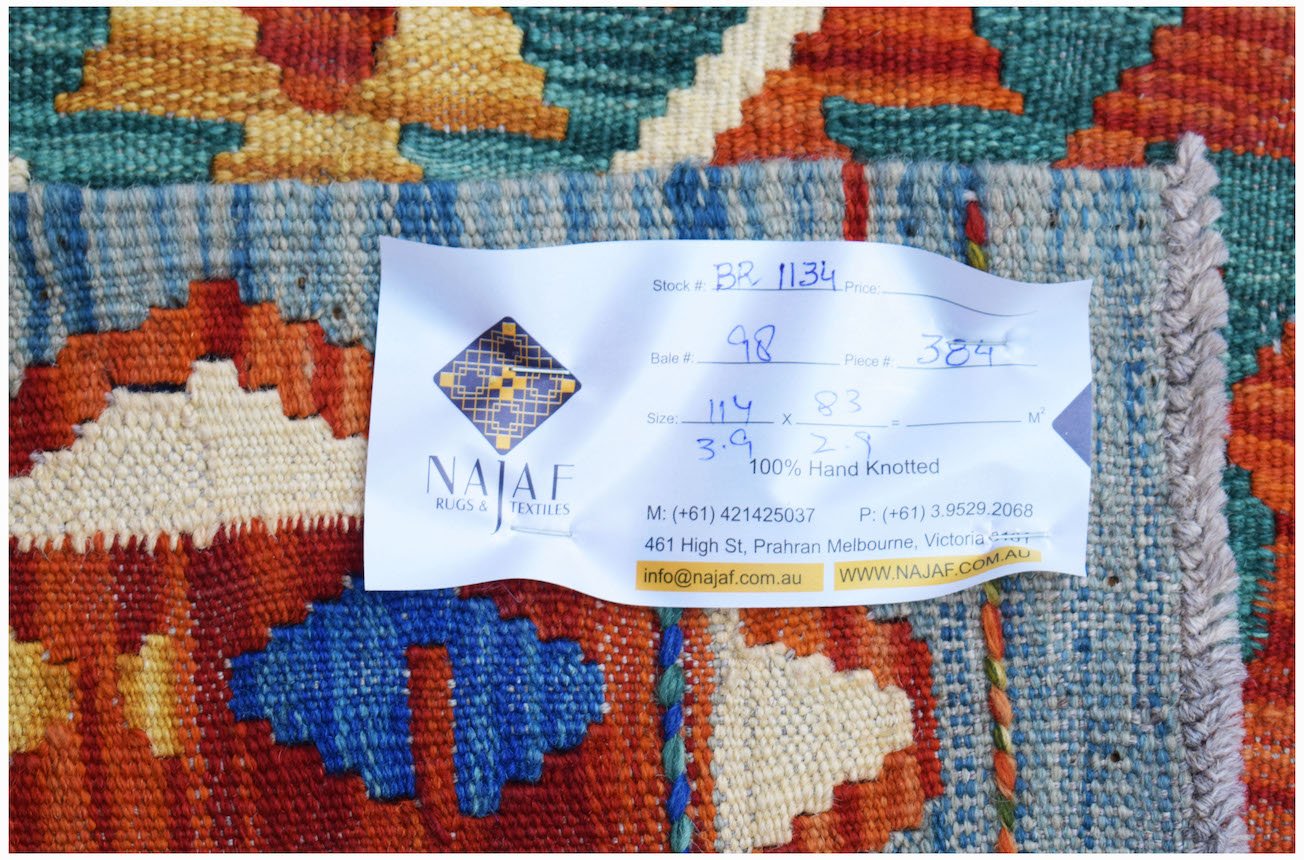 Stock #: BR 1134 Price:
Bale #: 98 Piece #: 384
Size: 114 x 83 = M²
3.9 2.9
100% Hand Knotted
NAJAF
RUGS & TEXTILES
M: (+61) 421425037 P: (+61) 3.9529.2068
461 High St, Prahran Melbourne, Victoria
info@najaf.com.au WWW.NAJAF.COM.AU